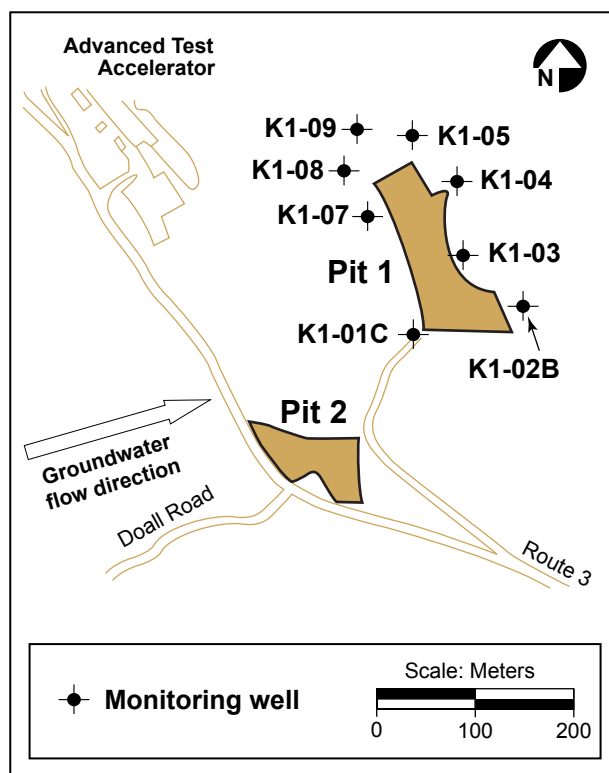 Advanced Test
Accelerator
N
K1-09
K1-05
K1-08
K1-04
K1-07
K1-03
Pit 1
K1-01C
K1-02B
Pit 2
Groundwater
flow direction
Doall Road
Route 3
Monitoring well
Scale: Meters
0 100 200